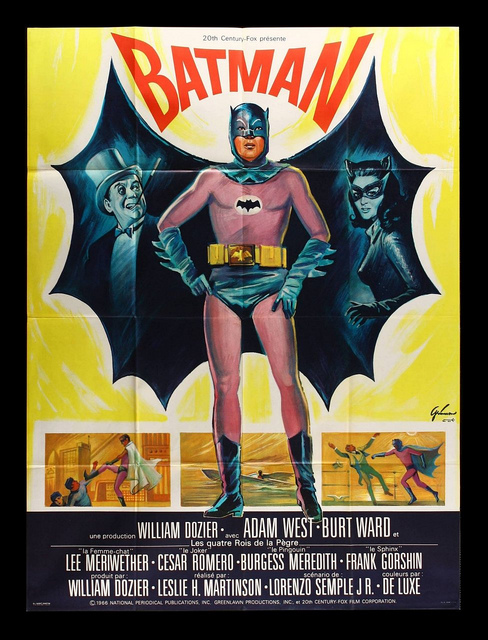 20th Century-Fox présente
BATMAN
une production WILLIAM DOZIER • avec ADAM WEST • BURT WARD et
Les quatre Rois de la Pègre
"la Femme-chat" "le Joker" "le Pingouin" "le Sphinx"
LEE MERIWETHER • CESAR ROMERO • BURGESS MEREDITH • FRANK GORSHIN
produit par: réalisé par: scénario de: couleurs par:
WILLIAM DOZIER • LESLIE H. MARTINSON • LORENZO SEMPLE JR. • DE LUXE
© 1966 NATIONAL PERIODICAL PUBLICATIONS, INC. GREENLAWN PRODUCTIONS, INC., et 20th CENTURY-FOX FILM CORPORATION.